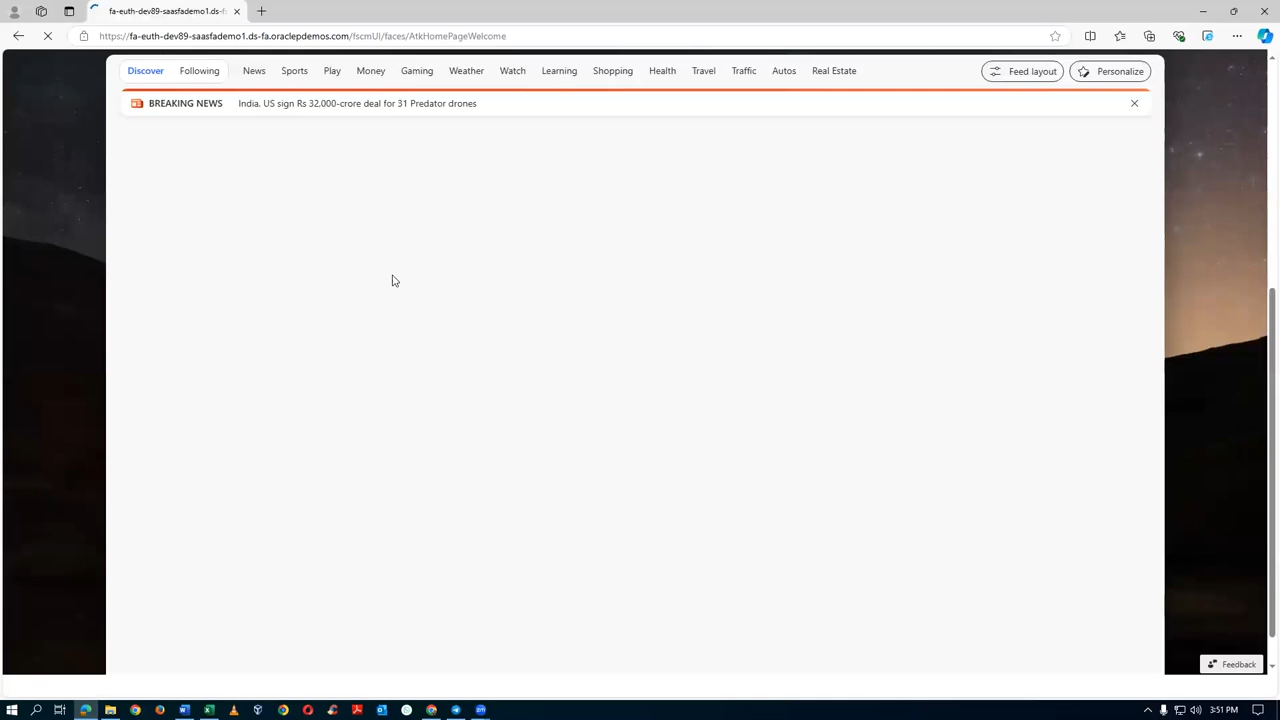 fa-euth-dev89-saasfademo1.ds-fa
https://fa-euth-dev89-saasfademo1.ds-fa.oraclepdemos.com/fscmUI/faces/AtkHomePageWelcome
Discover Following News Sports Play Money Gaming Weather Watch Learning Shopping Health Travel Traffic Autos Real Estate Feed layout Personalize
BREAKING NEWS India, US sign Rs 32,000-crore deal for 31 Predator drones
Feedback
3:51 PM